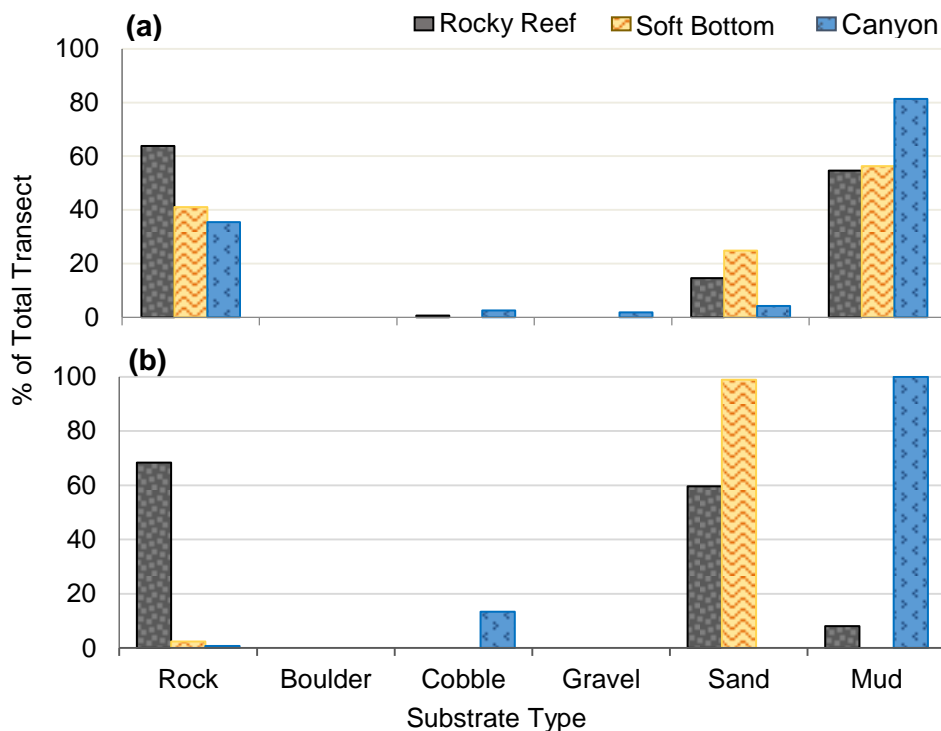 (a)
Rocky Reef Soft Bottom Canyon
100
80
60
40
20
0
% of Total Transect
(b)
100
80
60
40
20
0
Rock Boulder Cobble Gravel Sand Mud
Substrate Type